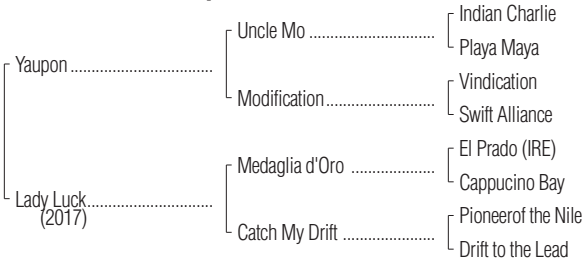 Indian Charlie
Uncle Mo ..............................
Playa Maya
Yaupon ..................................
Vindication
Modification..........................
Swift Alliance
El Prado (IRE)
Medaglia d'Oro ....................
Cappucino Bay
Lady Luck..............................
(2017)
Pioneerof the Nile
Catch My Drift ......................
Drift to the Lead